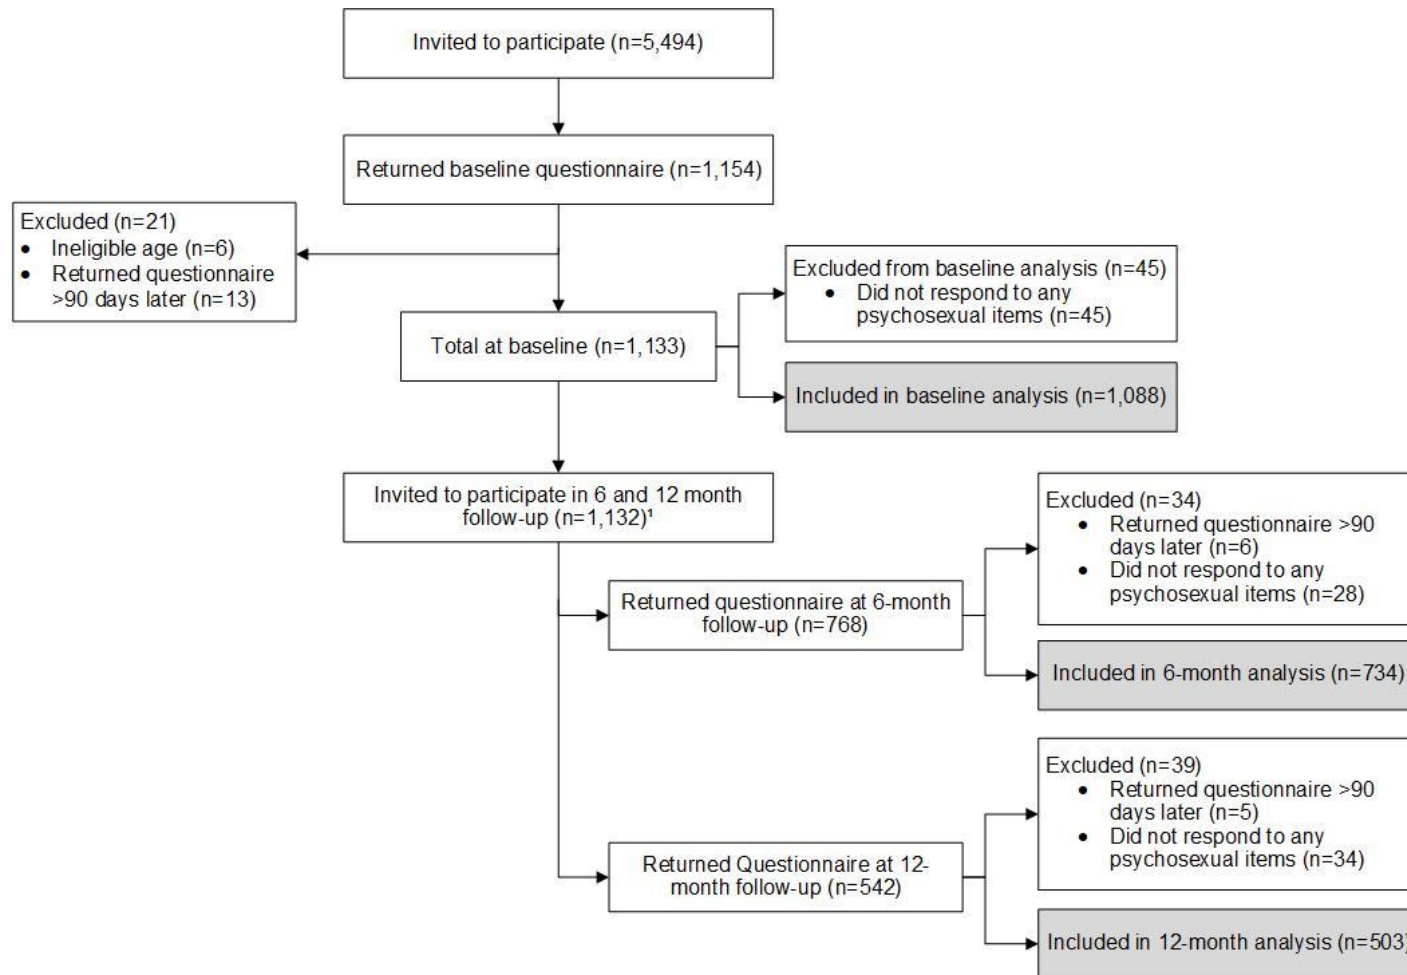 Invited to participate (n=5,494)
Returned baseline questionnaire (n=1,154)
Excluded (n=21)
• Ineligible age (n=6)
• Returned questionnaire
>90 days later (n=13)
Excluded from baseline analysis (n=45)
• Did not respond to any
psychosexual items (n=45)
Total at baseline (n=1,133)
Included in baseline analysis (n=1,088)
Invited to participate in 6 and 12 month
follow-up (n=1,132)¹
Excluded (n=34)
• Returned questionnaire >90
days later (n=6)
• Did not respond to any
psychosexual items (n=28)
Returned questionnaire at 6-month
follow-up (n=768)
Included in 6-month analysis (n=734)
Excluded (n=39)
• Returned questionnaire >90
days later (n=5)
• Did not respond to any
psychosexual items (n=34)
Returned Questionnaire at 12-
month follow-up (n=542)
Included in 12-month analysis (n=503)